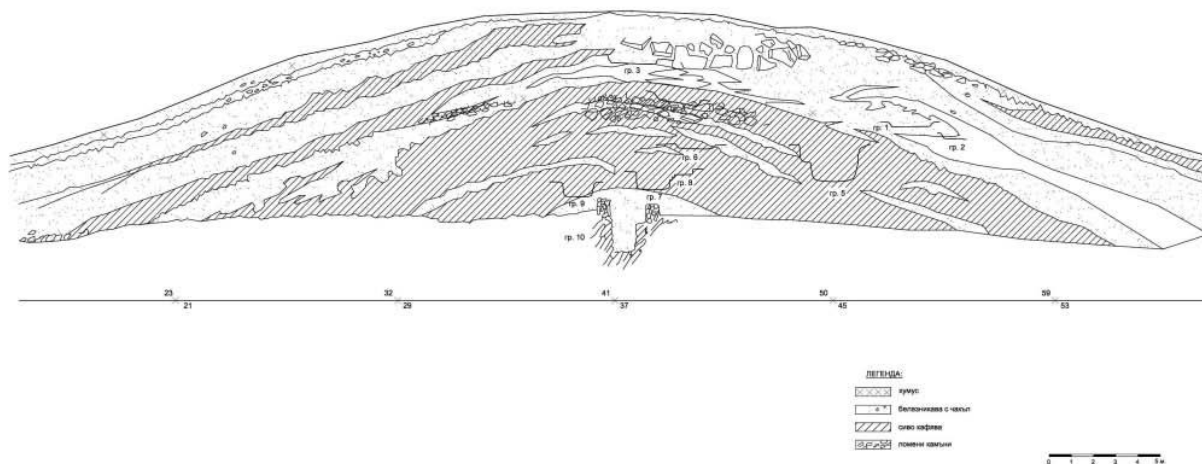 гр. 3
гр. 1
гр. 2
гр. 6
гр. 8
гр. 5
гр. 9
гр. 7
гр. 10
23 32 41 50 59
21 29 37 45 53
ЛЕГЕНДА:
хумус
белезникава с чакъл
сиво кафява
ломени камъни
0 1 2 3 4 5 м.